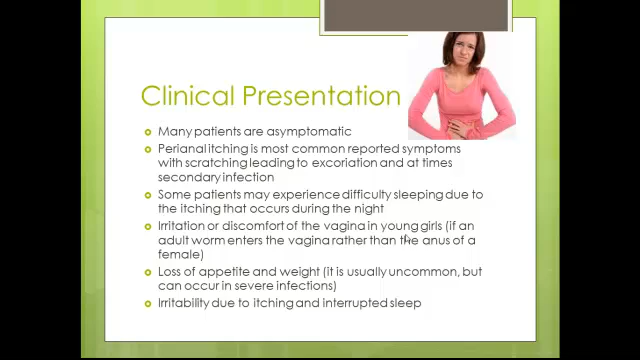 Clinical Presentation
Many patients are asymptomatic
Perianal itching is most common reported symptoms
with scratching leading to excoriation and at times
secondary infection
Some patients may experience difficulty sleeping due to
the itching that occurs during the night
Irritation or discomfort of the vagina in young girls (if an
adult worm enters the vagina rather than the anus of a
female)
Loss of appetite and weight (it is usually uncommon, but
can occur in severe infections)
Irritability due to itching and interrupted sleep